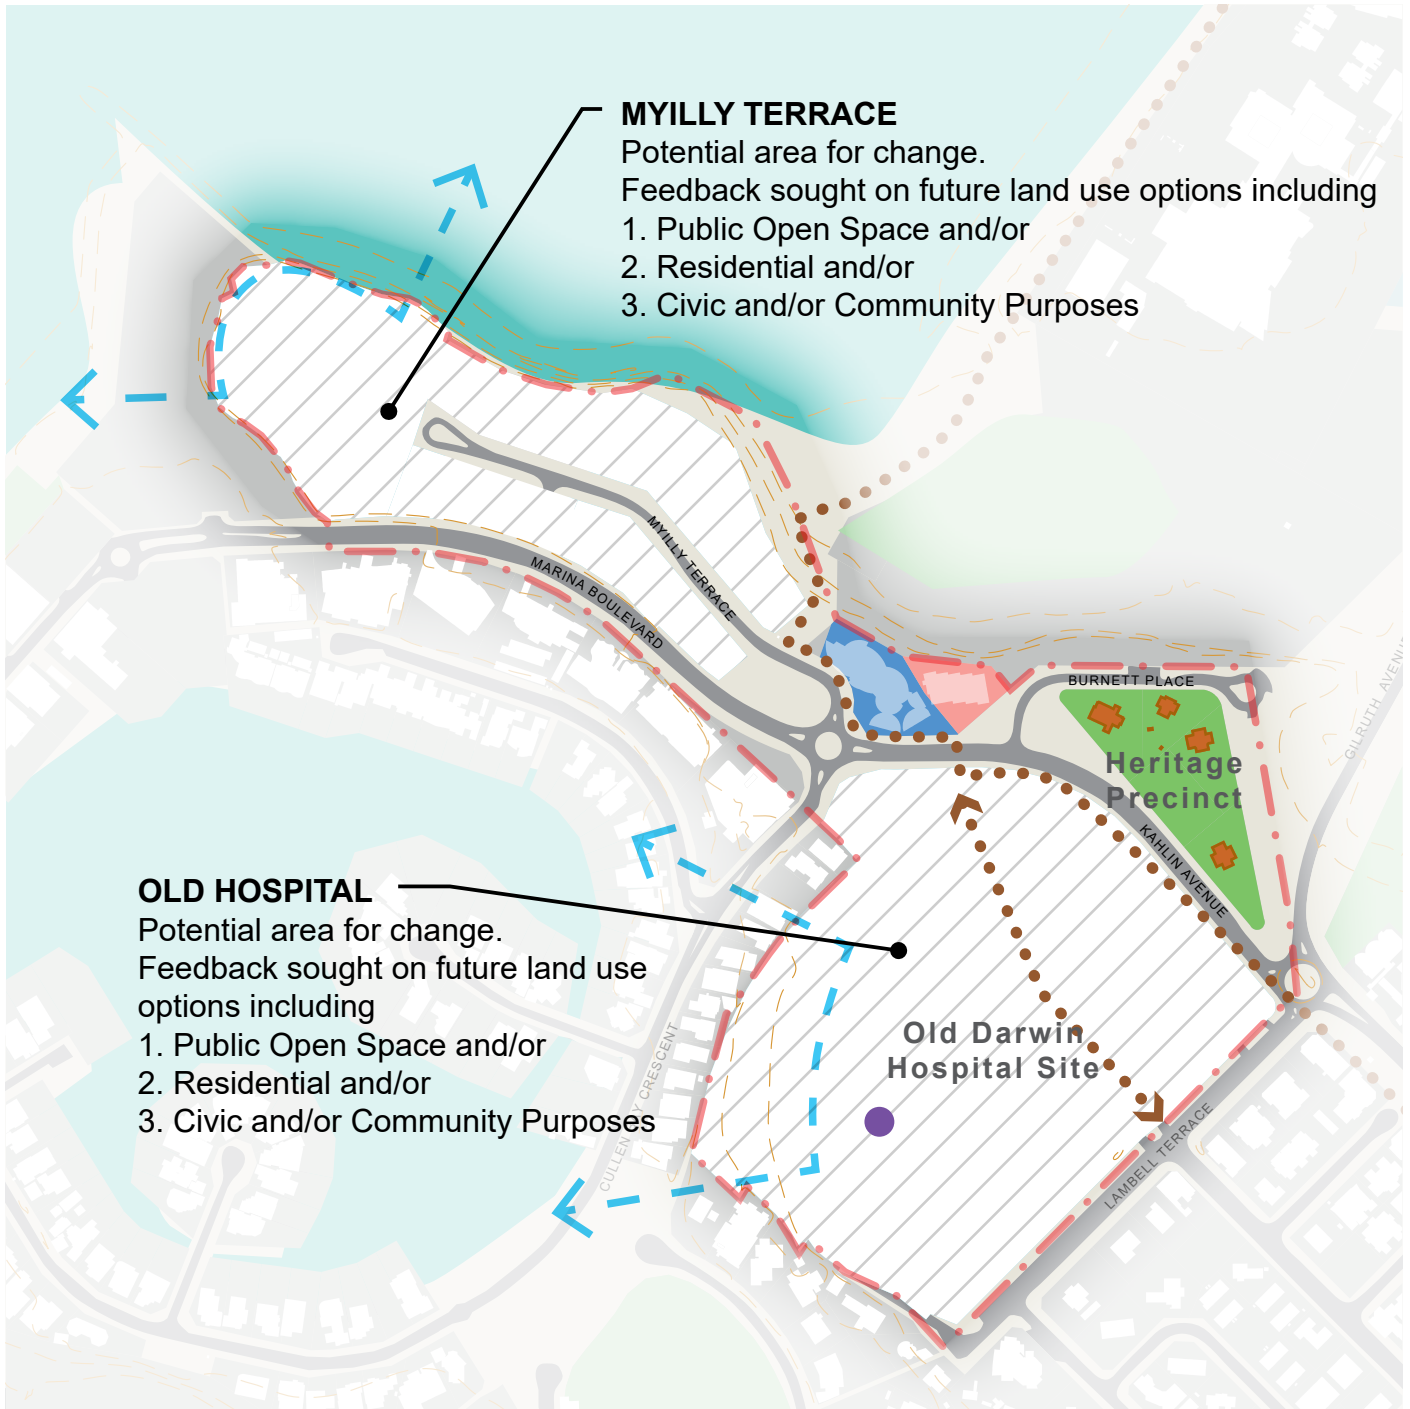 MYILLY TERRACE
Potential area for change.
Feedback sought on future land use options including
1. Public Open Space and/or
2. Residential and/or
3. Civic and/or Community Purposes
MYILLY TERRACE
MARINA BOULEVARD
BURNETT PLACE
GILRUTH AVENUE
Heritage
Precinct
KAHLIN AVENUE
OLD HOSPITAL
Potential area for change.
Feedback sought on future land use
options including
1. Public Open Space and/or
2. Residential and/or
3. Civic and/or Community Purposes
Old Darwin
Hospital Site
CULLEN BAY CRESCENT
LAMBELL TERRACE